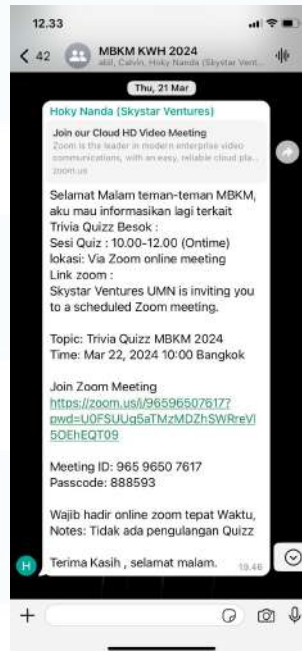 12.33
42
MBKM KWH 2024
Calvin, Hoky Nanda (Skystar Vent...
Thu, 21 Mar
Hoky Nanda (Skystar Ventures)
Join our Cloud HD Video Meeting
Zoom is the leader in modern enterprise video
communications, with an easy, reliable cloud pla...
zoom.us
Selamat Malam teman-teman MBKM,
aku mau informasikan lagi terkait
Trivia Quizz Besok :
Sesi Quiz : 10.00-12.00 (Ontime)
lokasi: Via Zoom online meeting
Link zoom :
Skystar Ventures UMN is inviting you
to a scheduled Zoom meeting.
Topic: Trivia Quizz MBKM 2024
Time: Mar 22, 2024 10:00 Bangkok
Join Zoom Meeting
https://zoom.us/j/96596507617?
pwd=U0FSUUg5aTMzMDZhSWRreVl
5OEhEQT09
Meeting ID: 965 9650 7617
Passcode: 888593
Wajib hadir online zoom tepat Waktu,
Notes: Tidak ada pengulangan Quizz
Terima Kasih , selamat malam.
19.46
H